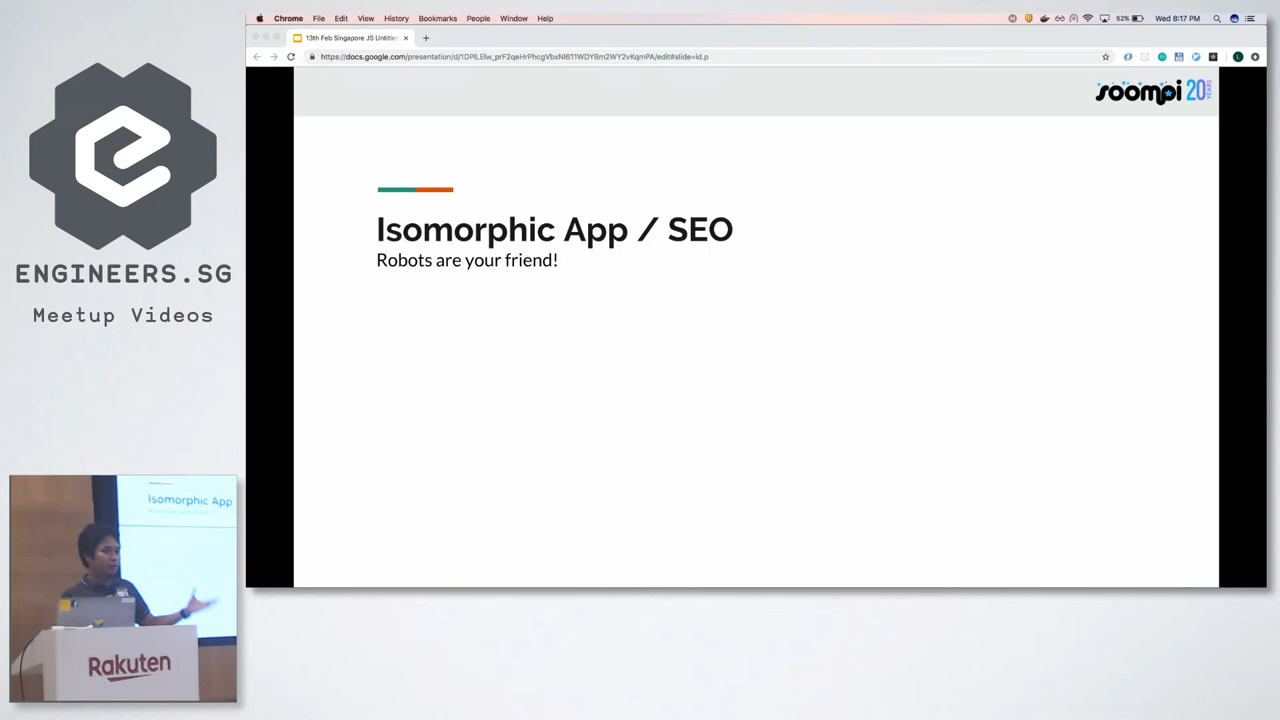 Chrome File Edit View History Bookmarks People Window Help
52% Wed 8:17 PM
13th Feb Singapore JS Untitled
soompi 20 YEARS
Isomorphic App / SEO
Robots are your friend!
ENGINEERS.SG
Meetup Videos
Isomorphic App
Rakuten